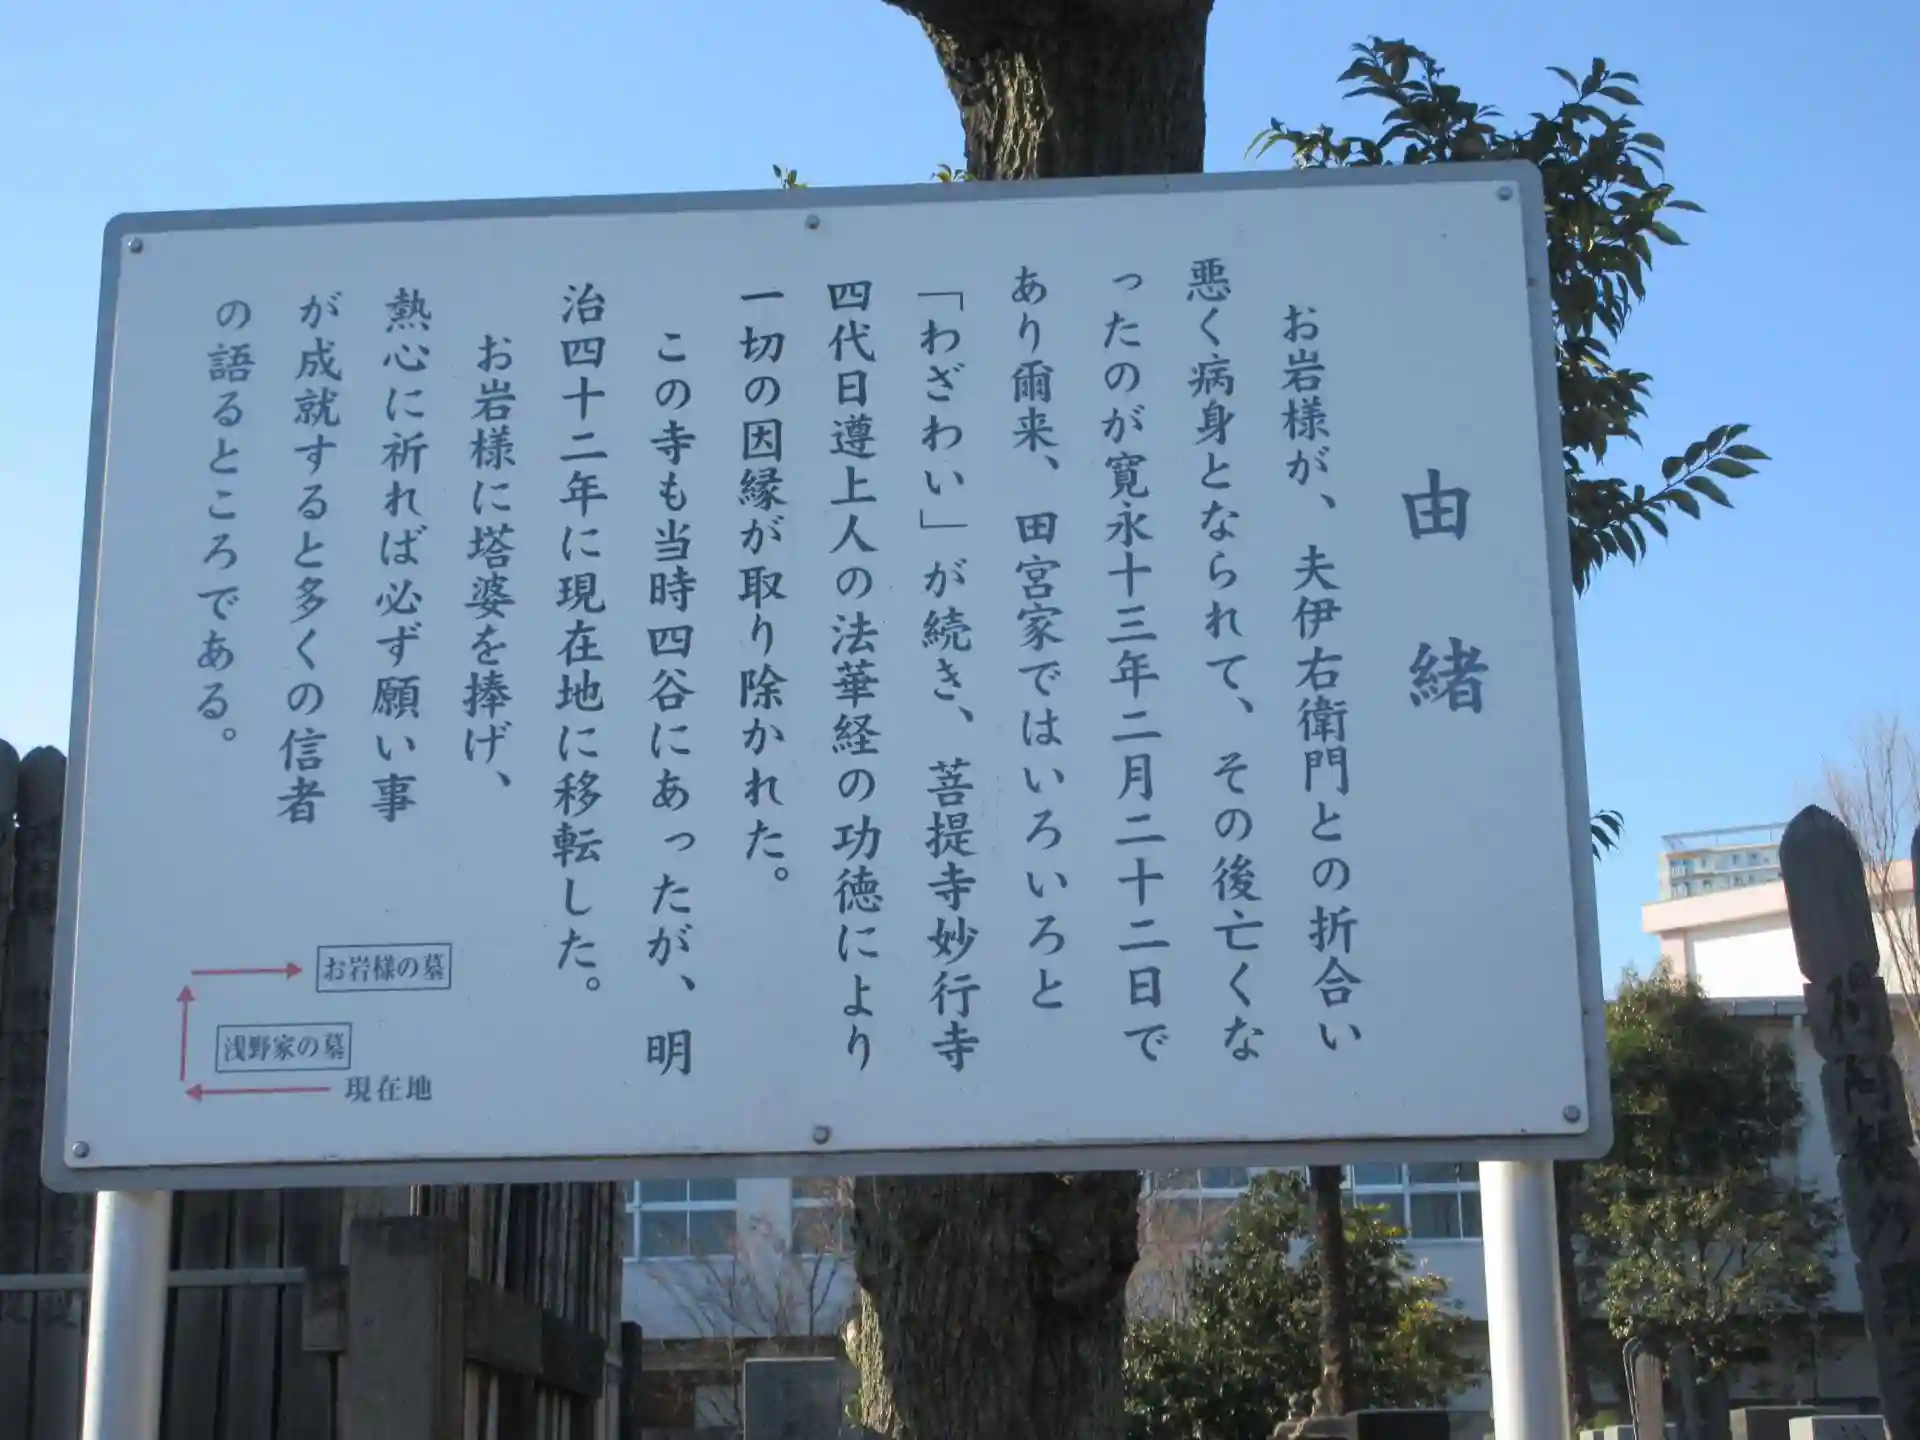 由緒
お岩様が、夫伊右衛門との折合い
悪く病身となられて、その後亡くな
ったのが寛永十三年二月二十二日で
あり爾来、田宮家ではいろいろと
「わざわい」が続き、菩提寺妙行寺
四代日遵上人の法華経の功徳により
一切の因縁が取り除かれた。
この寺も当時四谷にあったが、明
治四十二年に現在地に移転した。
お岩様に塔婆を捧げ、
熱心に祈れば必ず願い事
が成就すると多くの信者
の語るところである。
お岩様の墓
浅野家の墓
現在地